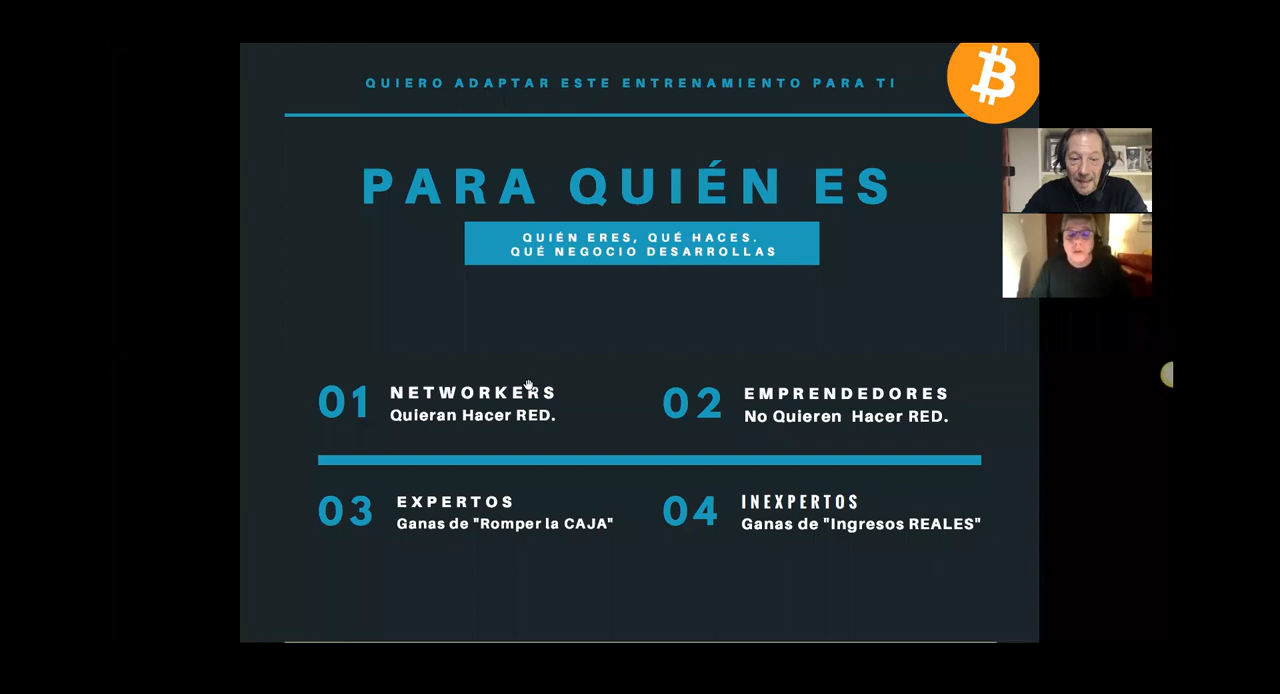 QUIERO ADAPTAR ESTE ENTRENAMIENTO PARA TI
PARA QUIÉN ES
QUIÉN ERES, QUÉ HACES.
QUÉ NEGOCIO DESARROLLAS
01 NETWORKERS
Quieran Hacer RED.
02 EMPRENDEDORES
No Quieren Hacer RED.
03 EXPERTOS
Ganas de "Romper la CAJA"
04 INEXPERTOS
Ganas de "Ingresos REALES"